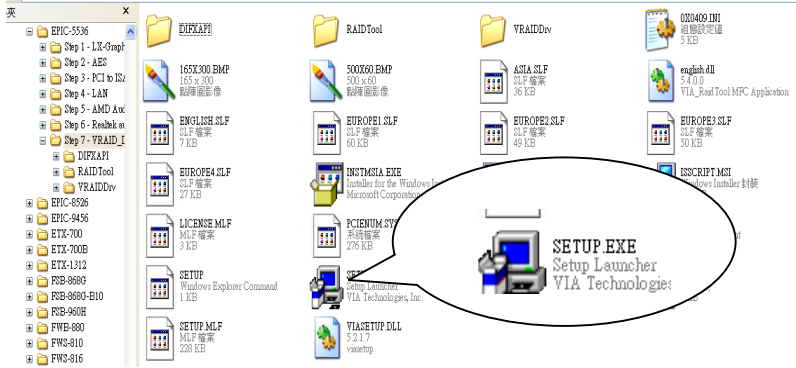 夾
×
EPIC-5536
Step 1 - LX-Graph
Step 2 - AES
Step 3 - PCI to ISA
Step 4 - LAN
Step 5 - AMD Aud
Step 6 - Realtek au
Step 7 - VRAID_D
DIFXAPI
RAIDTool
VRAIDDrv
EPIC-8526
EPIC-9456
ETX-700
ETX-700B
ETX-1312
FSB-868G
FSB-868G-B10
FSB-960H
FWB-880
FWS-810
FWS-816
DIFXAPI
RAIDTool
VRAIDDrv
0X0409.INI
組態設定值
5 KB
165X300.BMP
165 x 300
點陣圖影像
500X60.BMP
500 x 60
點陣圖影像
ASIA.SLF
SLF 檔案
36 KB
english.dll
5.4.0.0
VIA_RaidTool MFC Application
ENGLISH.SLF
SLF 檔案
7 KB
EUROPE1.SLF
SLF 檔案
60 KB
EUROPE2.SLF
SLF 檔案
49 KB
EUROPE3.SLF
SLF 檔案
50 KB
EUROPE4.SLF
SLF 檔案
27 KB
INSTMSIA.EXE
Installer for the Windows
Microsoft Corporation
ISSCRIPT.MSI
Windows Installer 封裝
LICENSE.MLF
MLF 檔案
3 KB
PCIENUM.SYS
系統檔案
276 KB
SETUP
Windows Explorer Command
1 KB
Setup Launcher
VIA Technologies, Inc.
SETUP.EXE
Setup Launcher
VIA Technologies
SETUP.MLF
MLF 檔案
228 KB
VIASETUP.DLL
5.2.1.7
viasetup